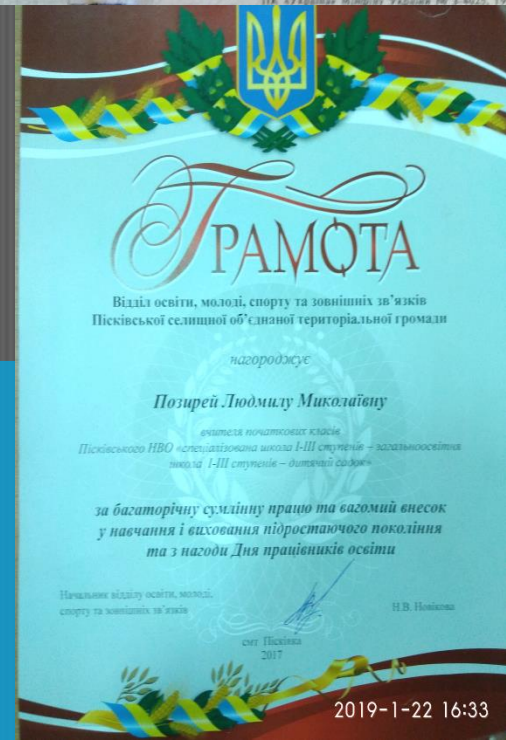 ГРАМОТА
Відділ освіти, молоді, спорту та зовнішніх зв'язків
Пісківської селищної об'єднаної територіальної громади
нагороджує
Позирей Людмилу Миколаївну
вчителя початкових класів
Пісківського НВО «спеціалізована школа І-ІІІ ступенів – загальноосвітня
школа І-ІІІ ступенів – дитячий садок»
за багаторічну сумлінну працю та вагомий внесок
у навчання і виховання підростаючого покоління
та з нагоди Дня працівників освіти
Начальник відділу освіти, молоді,
спорту та зовнішніх зв'язків
Н.В. Новікова
смт Пісківка
2017
2019-1-22 16:33